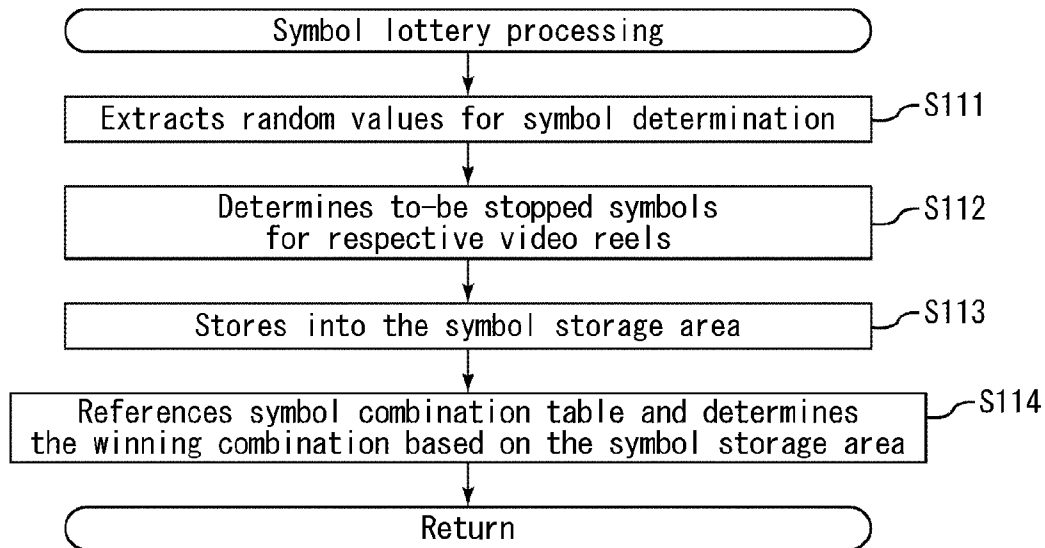 Symbol lottery processing
Extracts random values for symbol determination
S111
Determines to-be stopped symbols
for respective video reels
S112
Stores into the symbol storage area
S113
References symbol combination table and determines
the winning combination based on the symbol storage area
S114
Return